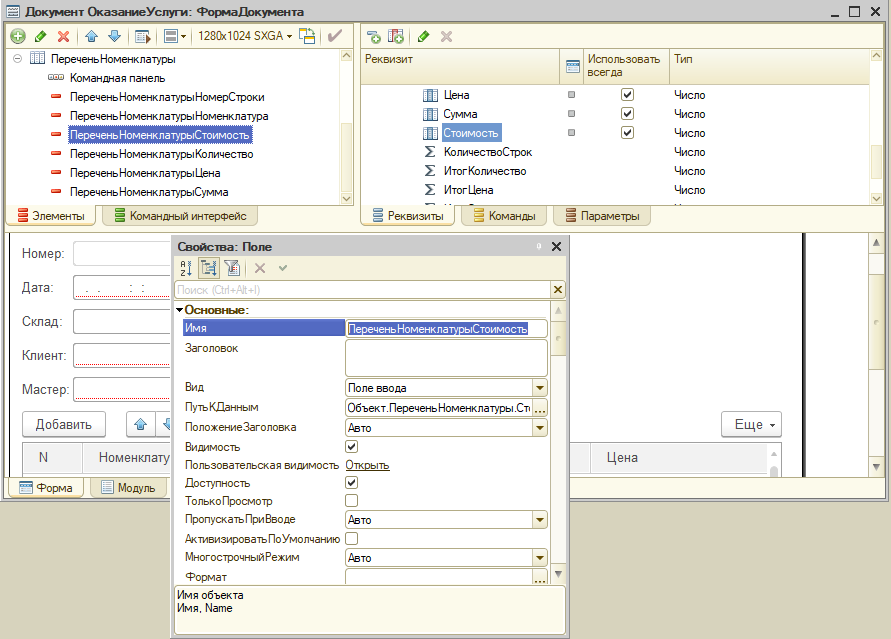 Документ ОказаниеУслуги: ФормаДокумента
1280x1024 SXGA
ПереченьНоменклатуры
Командная панель
ПереченьНоменклатурыНомерСтроки
ПереченьНоменклатурыНоменклатура
ПереченьНоменклатурыСтоимость
ПереченьНоменклатурыКоличество
ПереченьНоменклатурыЦена
ПереченьНоменклатурыСумма
Элементы
Командный интерфейс
Реквизит
Использовать
всегда
Тип
Цена
Число
Сумма
Число
Стоимость
Число
КоличествоСтрок
Число
ИтогКоличество
Число
ИтогЦена
Число
Реквизиты
Команды
Параметры
Номер:
Дата:
. . : :
Склад:
Клиент:
Мастер:
Добавить
Еще
N
Номенклату
Цена
Форма
Модуль
Свойства: Поле
Поиск (Ctrl+Alt+I)
Основные:
Имя
ПереченьНоменклатурыСтоимость
Заголовок
Вид
Поле ввода
ПутьКДанным
Объект.ПереченьНоменклатуры.Сто
...
ПоложениеЗаголовка
Авто
Видимость
Пользовательская видимость
Открыть
Доступность
ТолькоПросмотр
ПропускатьПриВводе
Авто
АктивизироватьПоУмолчанию
МногострочныйРежим
Авто
Формат
...
Имя объекта
Имя, Name